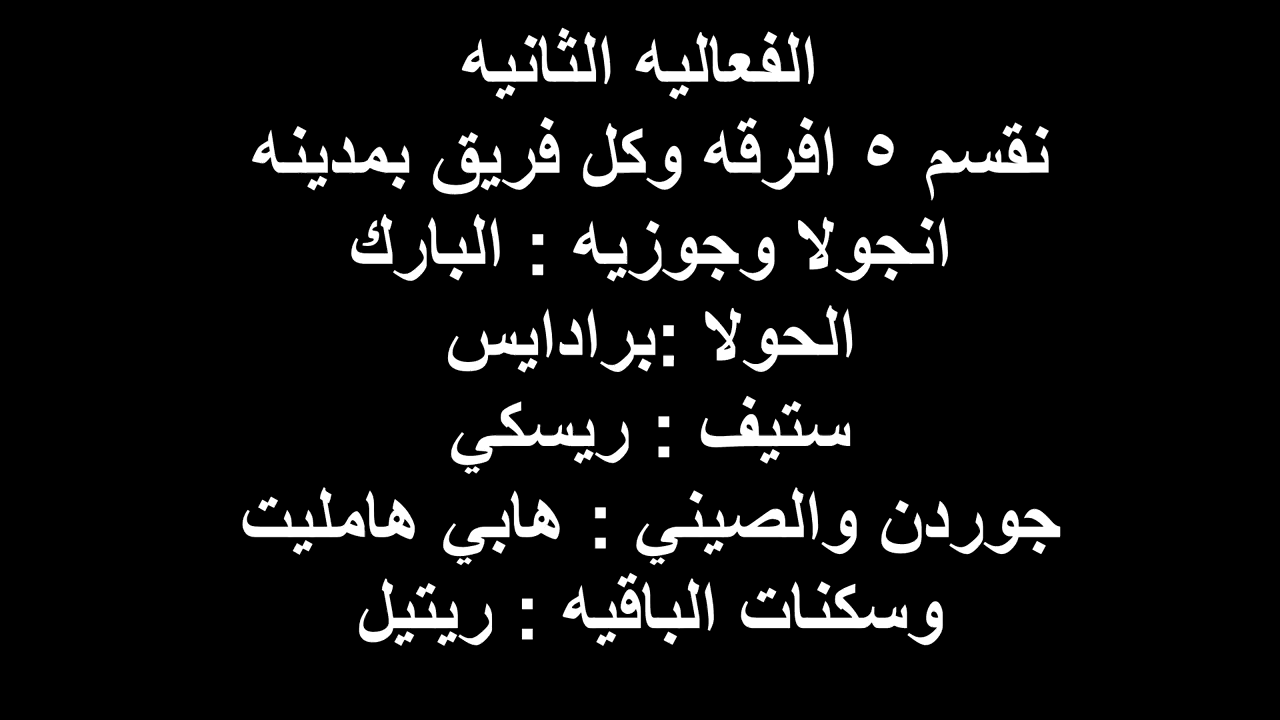 الفعاليه الثانيه
نقسم ٥ افرقه وكل فريق بمدينه
انجولا وجوزيه : البارك
الحولا :برادايس
ستيف : ريسكي
جوردن والصيني : هابي هامليت
وسكنات الباقيه : ريتيل